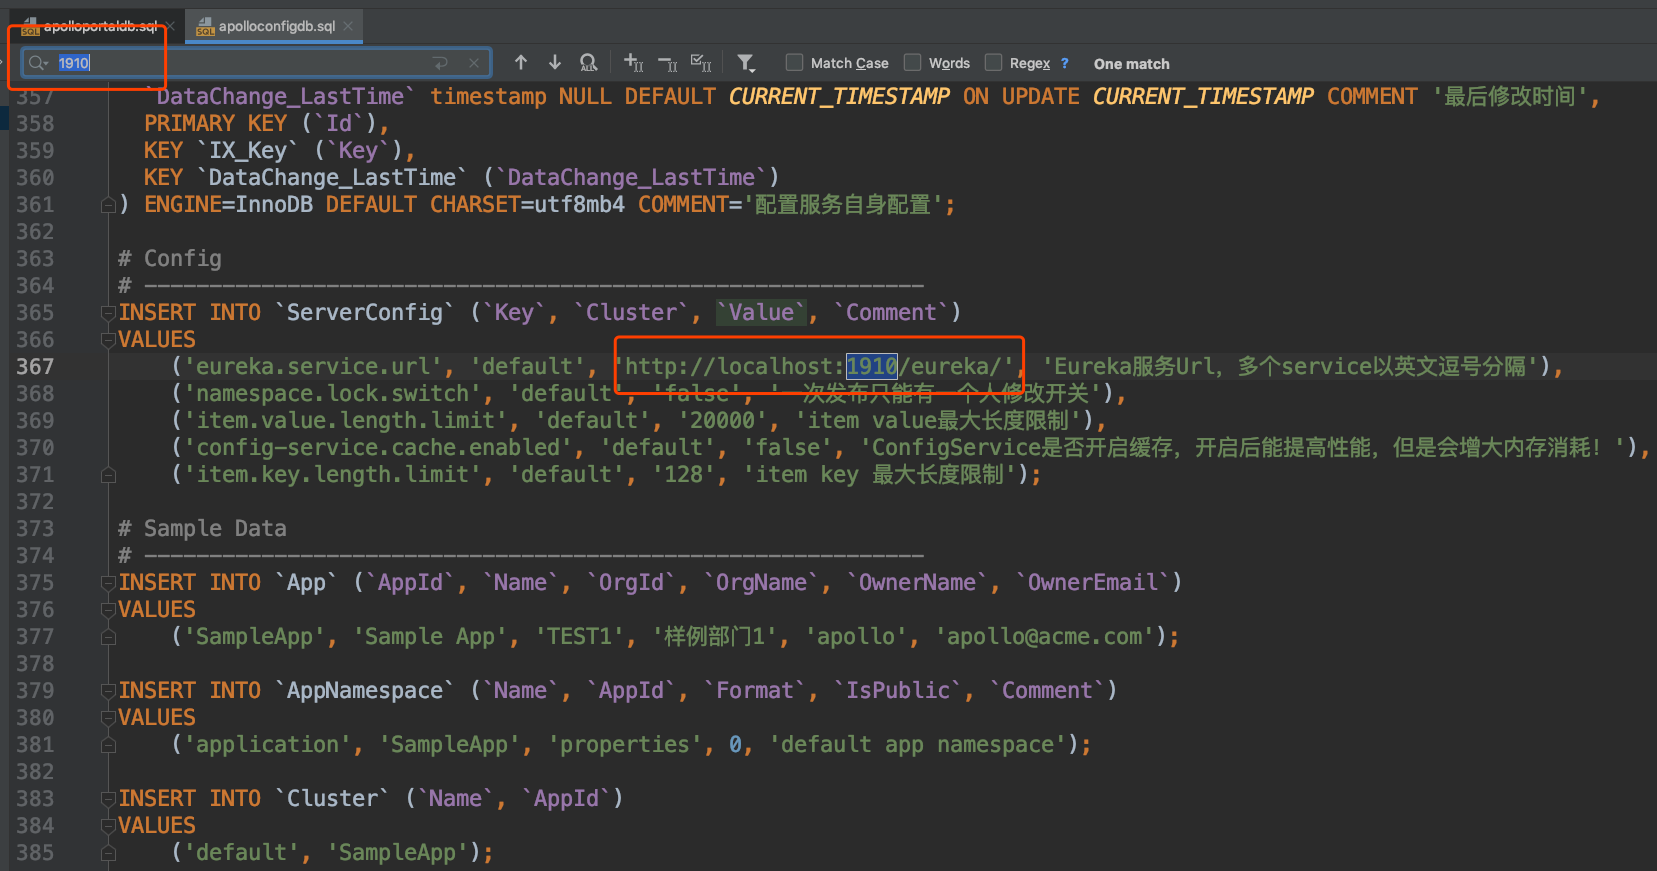 apolloportaldb.sql apolloconfigdb.sql
1910 Match Case Words Regex ? One match
357 `DataChange_LastTime` timestamp NULL DEFAULT CURRENT_TIMESTAMP ON UPDATE CURRENT_TIMESTAMP COMMENT '最后修改时间',
358 PRIMARY KEY (`Id`),
359 KEY `IX_Key` (`Key`),
360 KEY `DataChange_LastTime` (`DataChange_LastTime`)
361 ) ENGINE=InnoDB DEFAULT CHARSET=utf8mb4 COMMENT='配置服务自身配置';
362
363 # Config
364 # ------------------------------------------------------------
365 INSERT INTO `ServerConfig` (`Key`, `Cluster`, `Value`, `Comment`)
366 VALUES
367 ('eureka.service.url', 'default', 'http://localhost:1910/eureka/', 'Eureka服务Url，多个service以英文逗号分隔'),
368 ('namespace.lock.switch', 'default', 'false', '一次发布只能有一个人修改开关'),
369 ('item.value.length.limit', 'default', '20000', 'item value最大长度限制'),
370 ('config-service.cache.enabled', 'default', 'false', 'ConfigService是否开启缓存，开启后能提高性能，但是会增大内存消耗！'),
371 ('item.key.length.limit', 'default', '128', 'item key 最大长度限制');
372
373 # Sample Data
374 # ------------------------------------------------------------
375 INSERT INTO `App` (`AppId`, `Name`, `OrgId`, `OrgName`, `OwnerName`, `OwnerEmail`)
376 VALUES
377 ('SampleApp', 'Sample App', 'TEST1', '样例部门1', 'apollo', 'apollo@acme.com');
378
379 INSERT INTO `AppNamespace` (`Name`, `AppId`, `Format`, `IsPublic`, `Comment`)
380 VALUES
381 ('application', 'SampleApp', 'properties', 0, 'default app namespace');
382
383 INSERT INTO `Cluster` (`Name`, `AppId`)
384 VALUES
385 ('default', 'SampleApp');